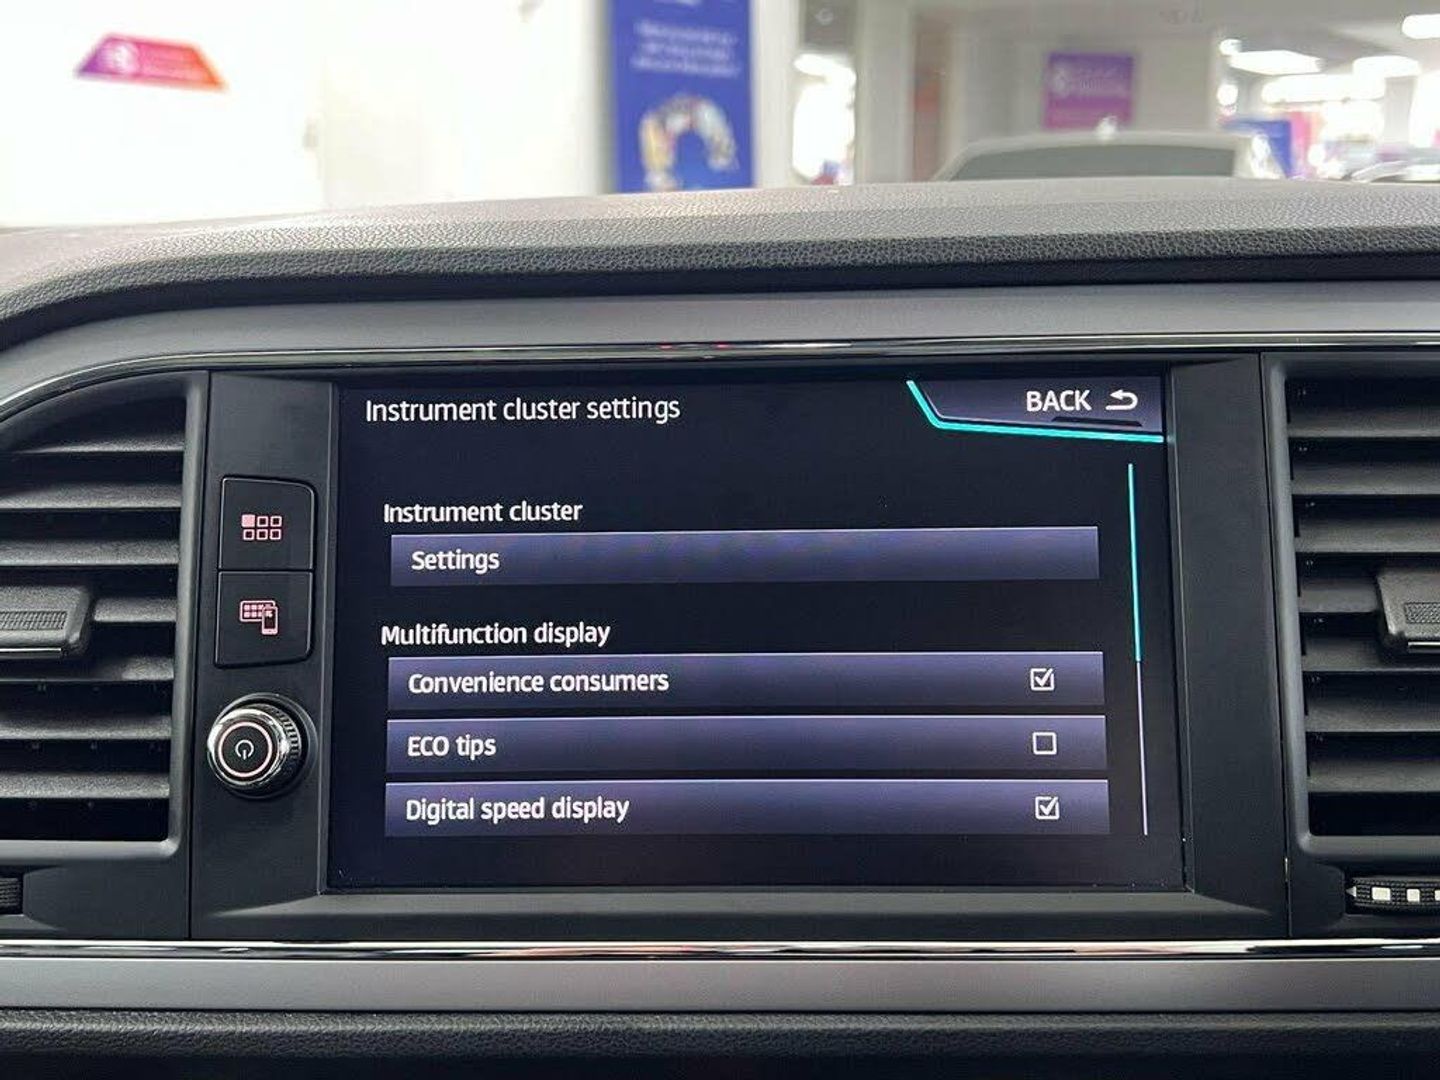 Instrument cluster settings
BACK
Instrument cluster
Settings
Multifunction display
Convenience consumers
ECO tips
Digital speed display